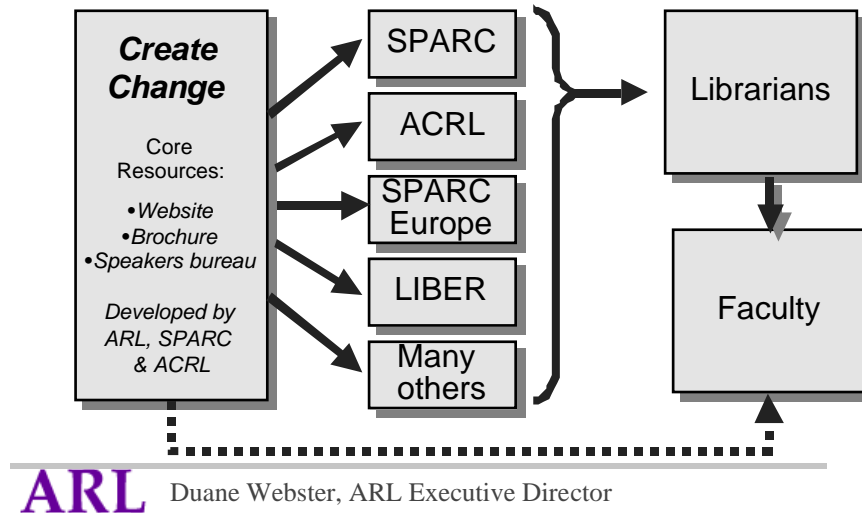 Create
Change
Core
Resources:
•Website
•Brochure
•Speakers bureau
Developed by
ARL, SPARC
& ACRL
SPARC
ACRL
SPARC
Europe
LIBER
Many
others
Librarians
Faculty
ARL Duane Webster, ARL Executive Director